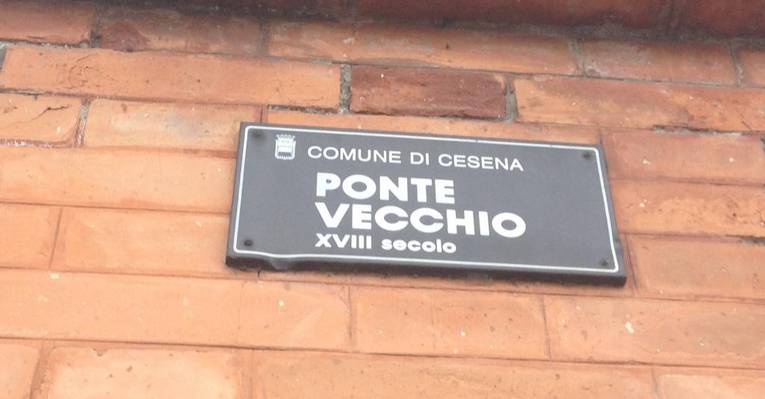 COMUNE DI CESENA
PONTE
VECCHIO
XVIII secolo